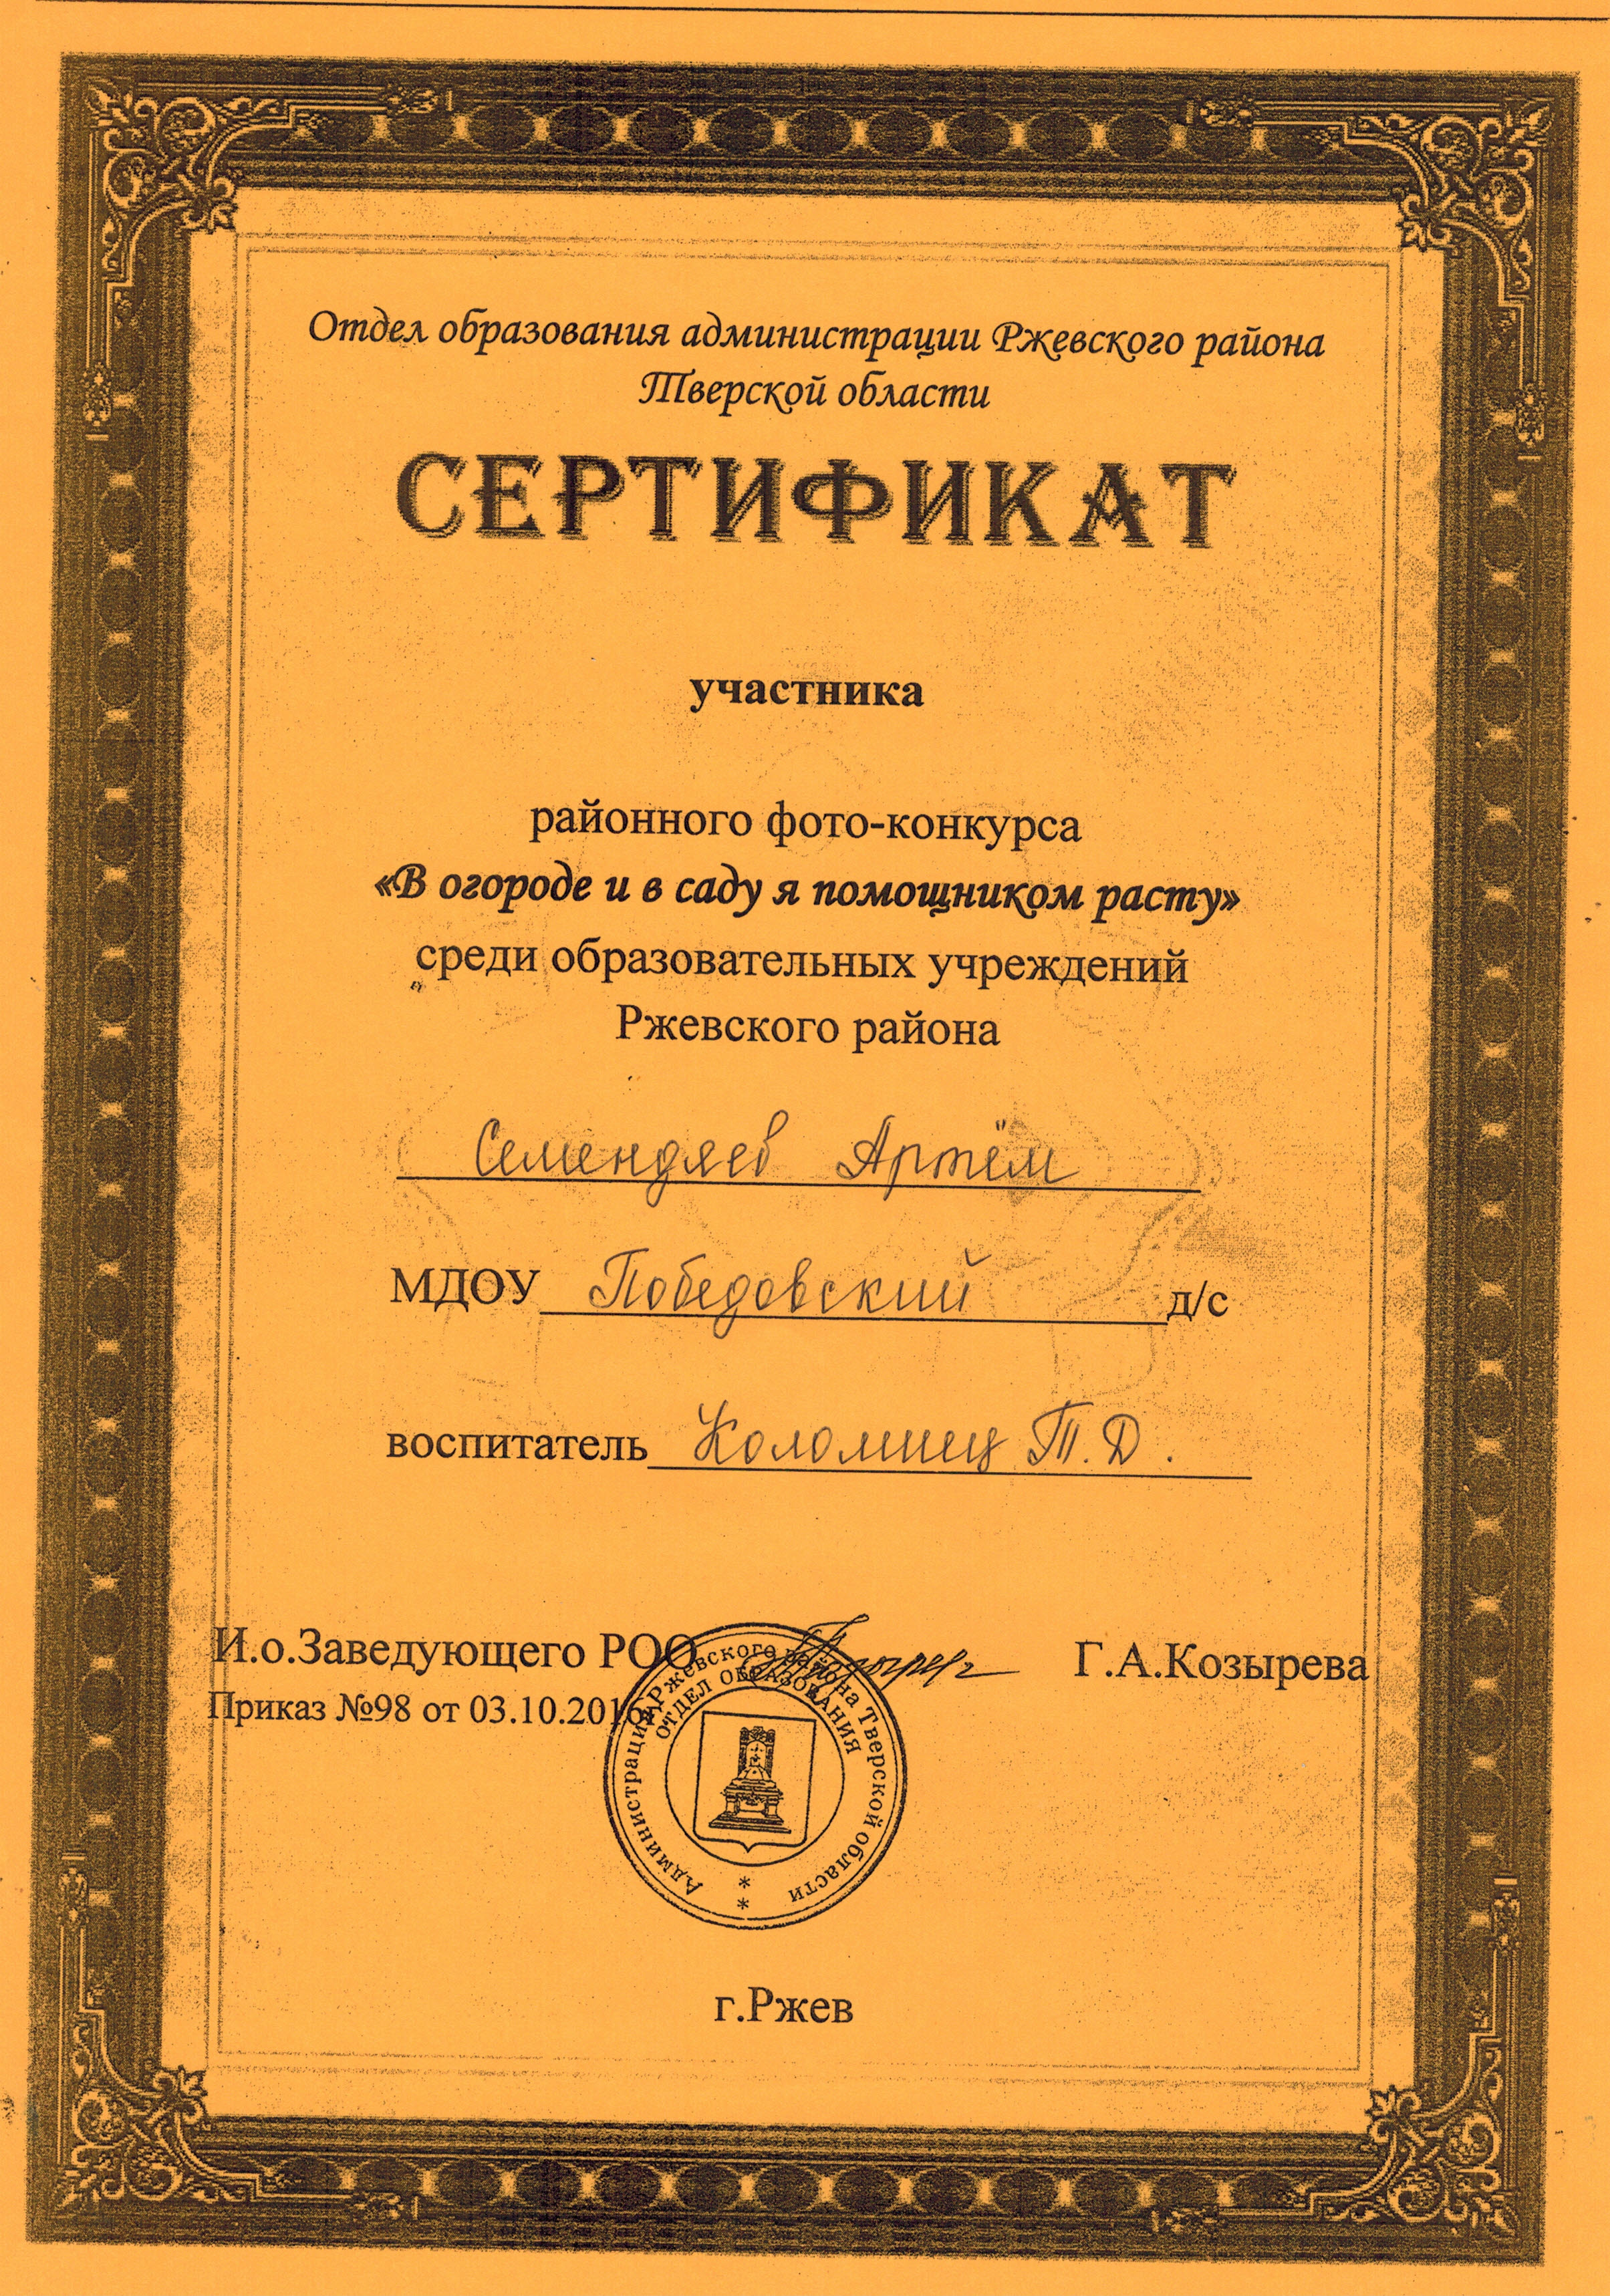 Отдел образования администрации Ржевского района
Тверской области
СЕРТИФИКАТ
участника
районного фото-конкурса
«В огороде и в саду я помощником расту»
среди образовательных учреждений
Ржевского района
Семендяев Артём
МДОУ Победовский д/с
воспитатель Коломиец Т.Д.
И.о.Заведующего РОО Г.А.Козырева
Приказ №98 от 03.10.2016г
Администрация Ржевского района Тверской области
ОТДЕЛ ОБРАЗОВАНИЯ
* *
г.Ржев